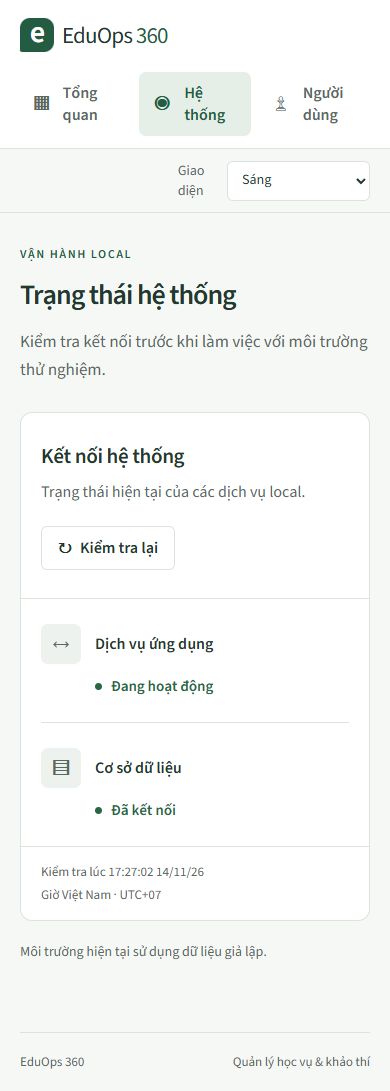 e EduOps 360
Tổng
quan
Hệ
thống
Người
dùng
Giao
diện
Sáng
VẬN HÀNH LOCAL
Trạng thái hệ thống
Kiểm tra kết nối trước khi làm việc với môi trường
thử nghiệm.
Kết nối hệ thống
Trạng thái hiện tại của các dịch vụ local.
↻ Kiểm tra lại
Dịch vụ ứng dụng
Đang hoạt động
Cơ sở dữ liệu
Đã kết nối
Kiểm tra lúc 17:27:02 14/11/26
Giờ Việt Nam · UTC+07
Môi trường hiện tại sử dụng dữ liệu giả lập.
EduOps 360
Quản lý học vụ & khảo thí